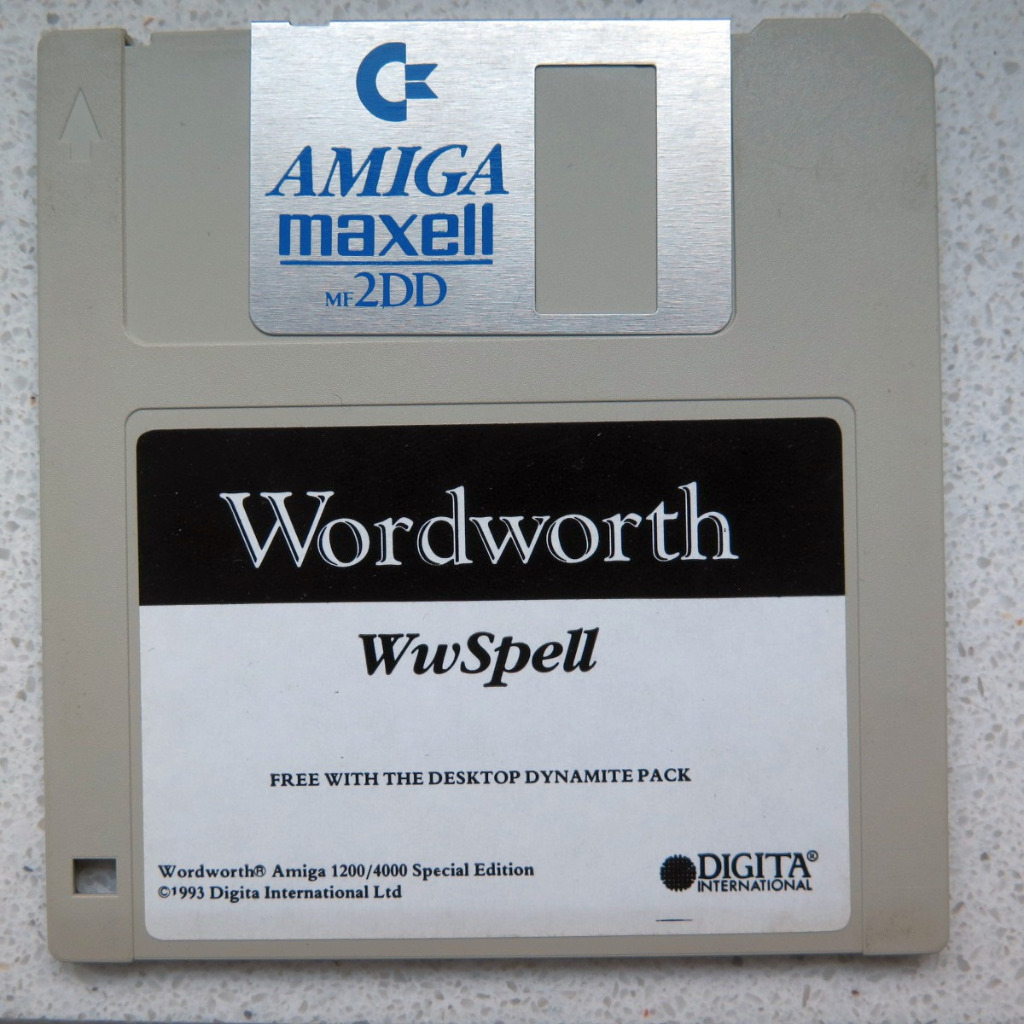 AMIGA
maxell
MF2DD
Wordworth
WwSpell
FREE WITH THE DESKTOP DYNAMITE PACK
Wordworth® Amiga 1200/4000 Special Edition
©1993 Digita International Ltd
DIGITA®
INTERNATIONAL